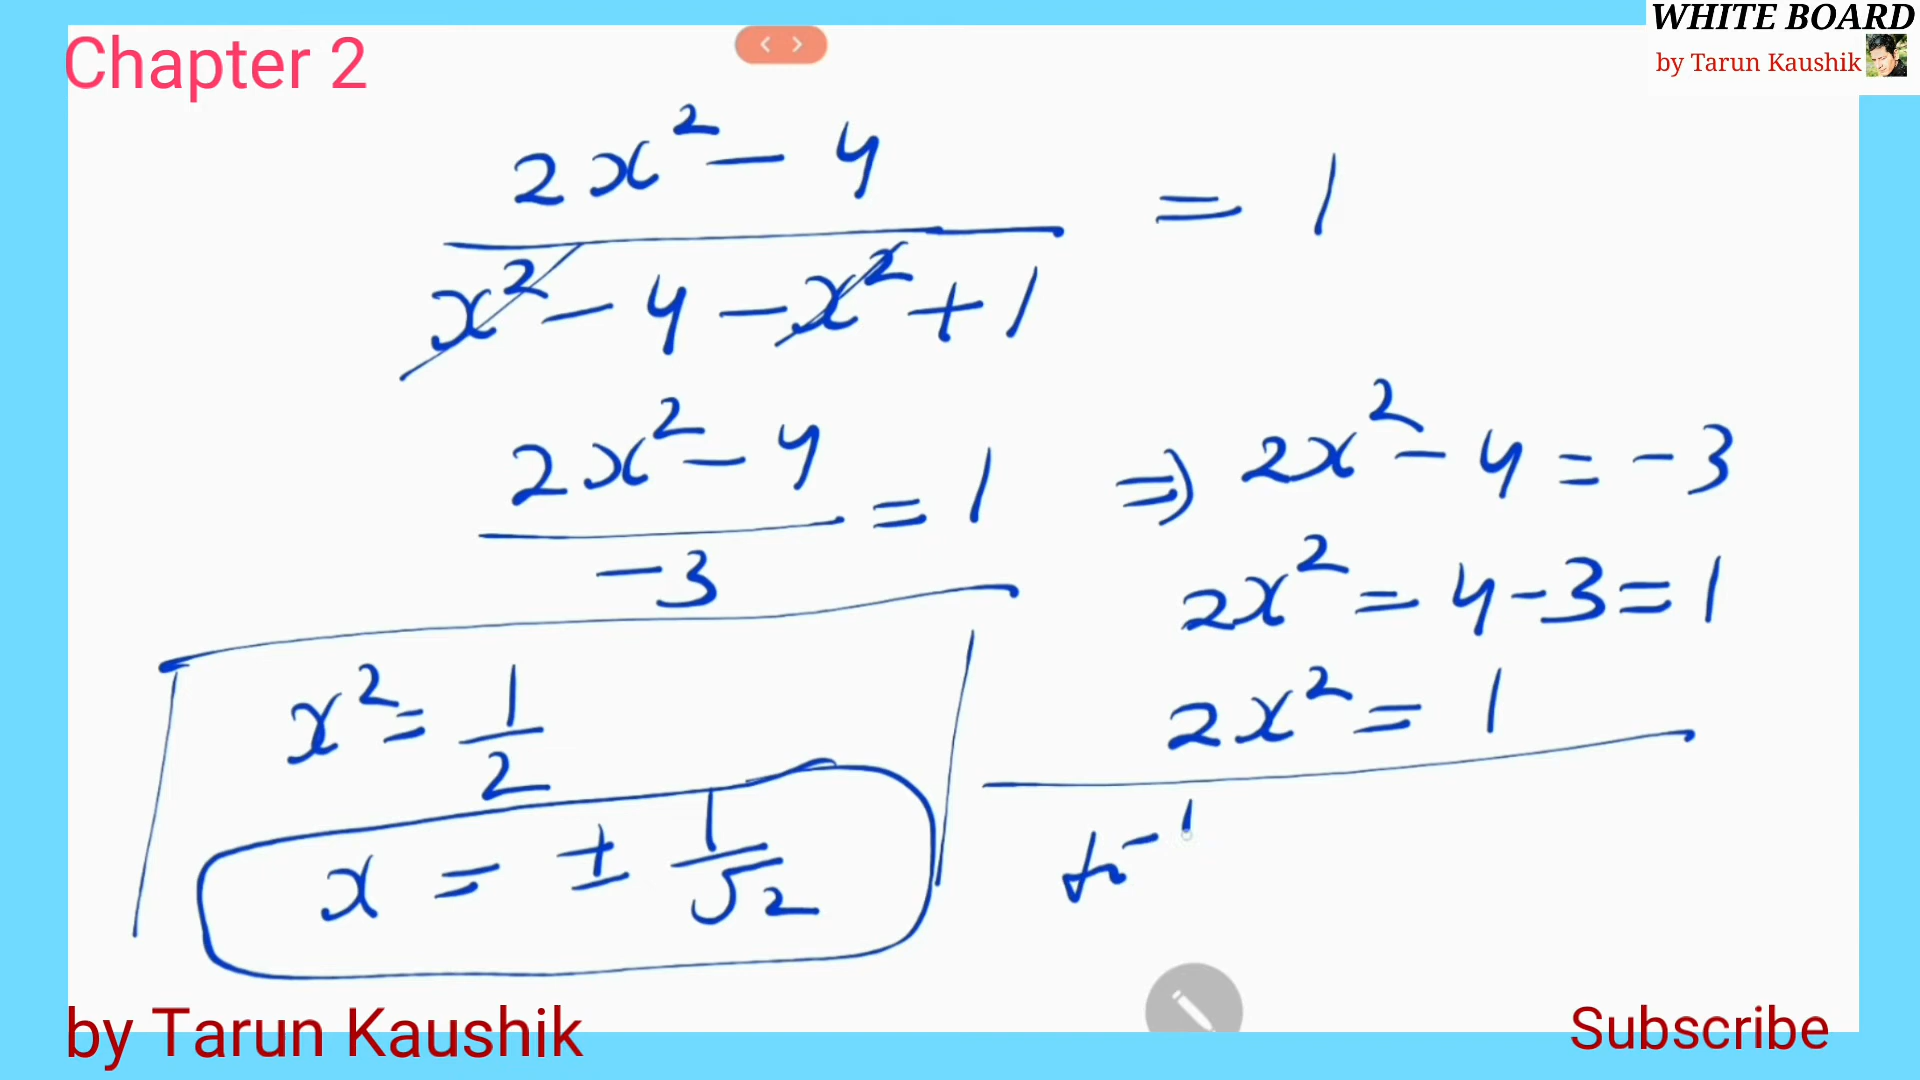 WHITE BOARD
by Tarun Kaushik
Chapter 2
2x² - 4 / x² - 4 - x² + 1 = 1
2x² - 4 / -3 = 1 ⇒ 2x² - 4 = -3
2x² = 4 - 3 = 1
2x² = 1
x² = 1/2
x = ± 1/√2
by Tarun Kaushik
Subscribe